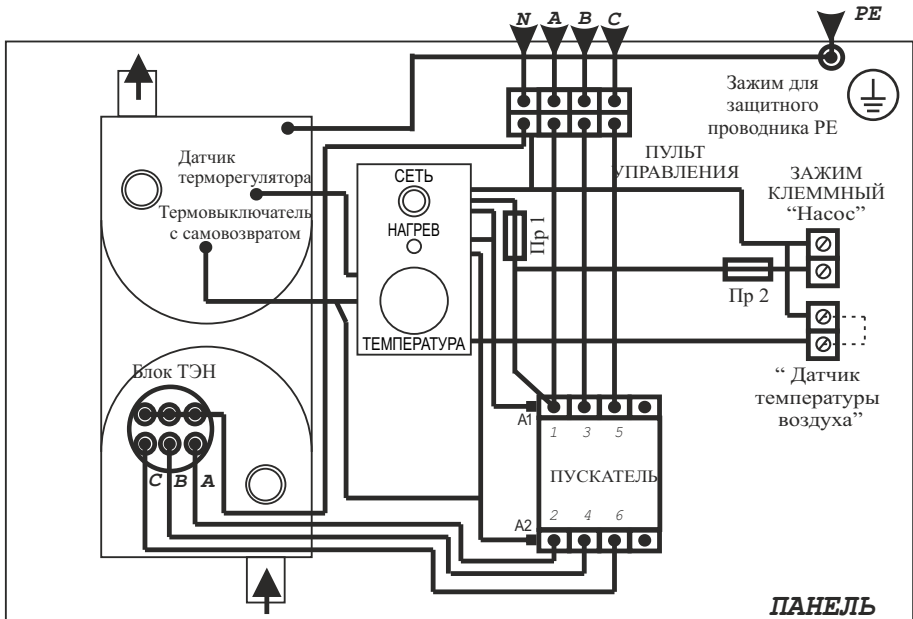 N A B C PE
Зажим для
защитного
проводника РЕ
ПУЛЬТ
УПРАВЛЕНИЯ
ЗАЖИМ
КЛЕММНЫЙ
“Насос”
Датчик
терморегулятора
Термовыключатель
с самовозвратом
СЕТЬ
НАГРЕВ
ТЕМПЕРАТУРА
Пр 1
Пр 2
“ Датчик
температуры
воздуха”
Блок ТЭН
C B A
A1
1 3 5
ПУСКАТЕЛЬ
A2
2 4 6
ПАНЕЛЬ